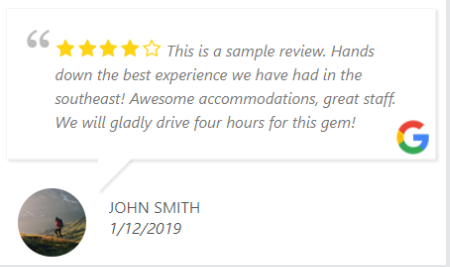 This is a sample review. Hands
down the best experience we have had in the
southeast! Awesome accommodations, great staff.
We will gladly drive four hours for this gem!
JOHN SMITH
1/12/2019